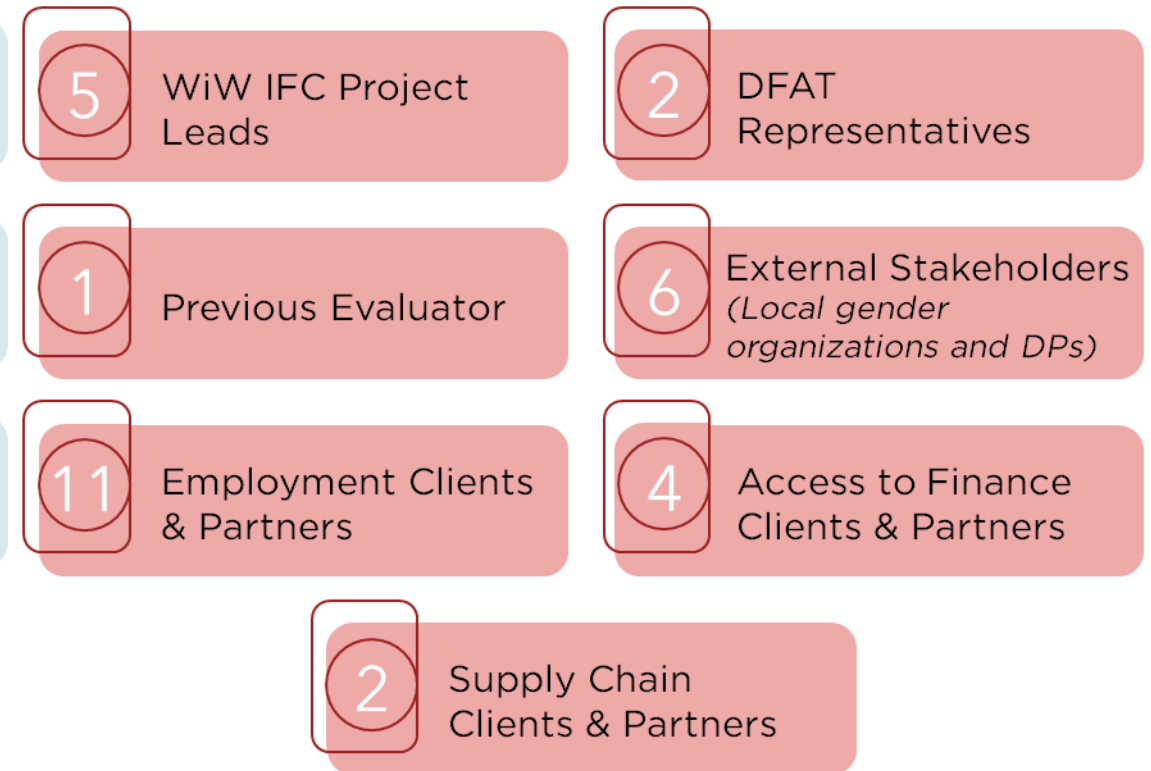 5
WiW IFC Project
Leads
2
DFAT
Representatives
1
Previous Evaluator
6
External Stakeholders
(Local gender
organizations and DPs)
11
Employment Clients
& Partners
4
Access to Finance
Clients & Partners
2
Supply Chain
Clients & Partners